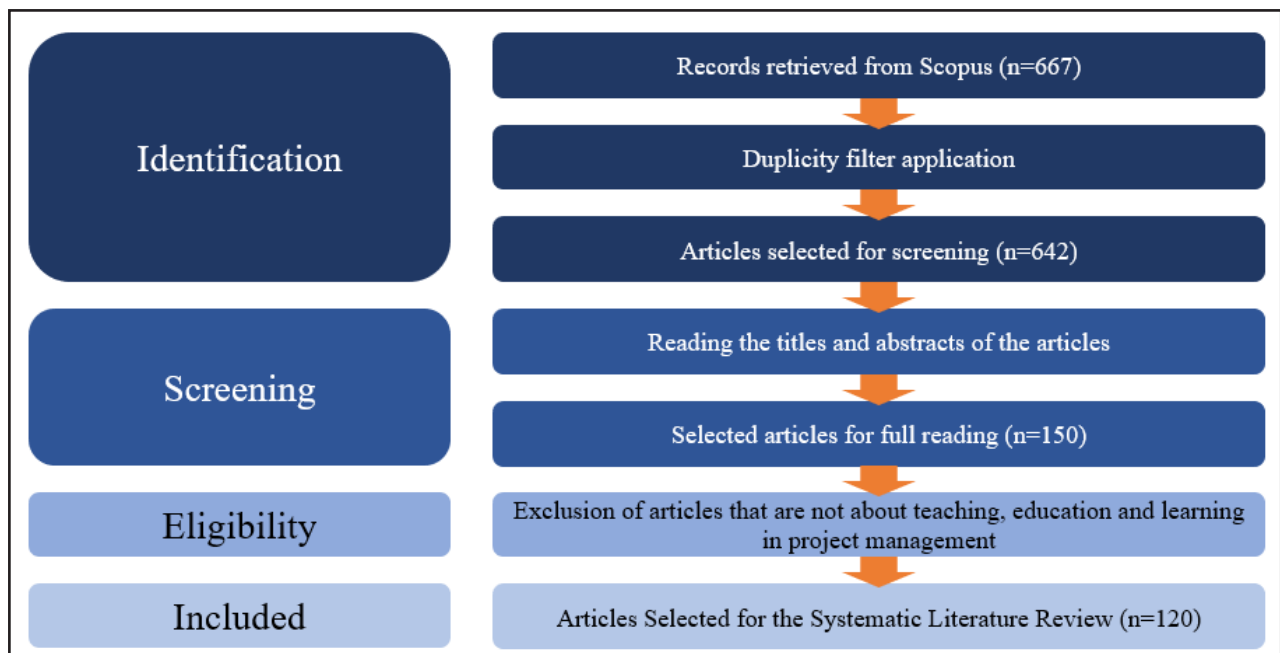 Identification
Records retrieved from Scopus (n=667)
Duplicity filter application
Articles selected for screening (n=642)
Screening
Reading the titles and abstracts of the articles
Selected articles for full reading (n=150)
Eligibility
Exclusion of articles that are not about teaching, education and learning
in project management
Included
Articles Selected for the Systematic Literature Review (n=120)